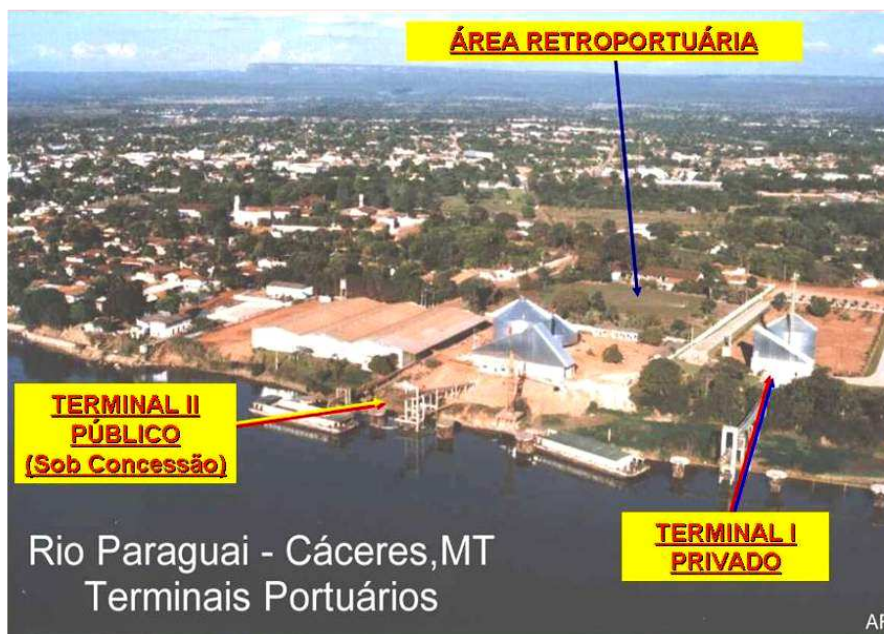 ÁREA RETROPORTUÁRIA
TERMINAL II
PÚBLICO
(Sob Concessão)
TERMINAL I
PRIVADO
Rio Paraguai - Cáceres,MT
Terminais Portuários